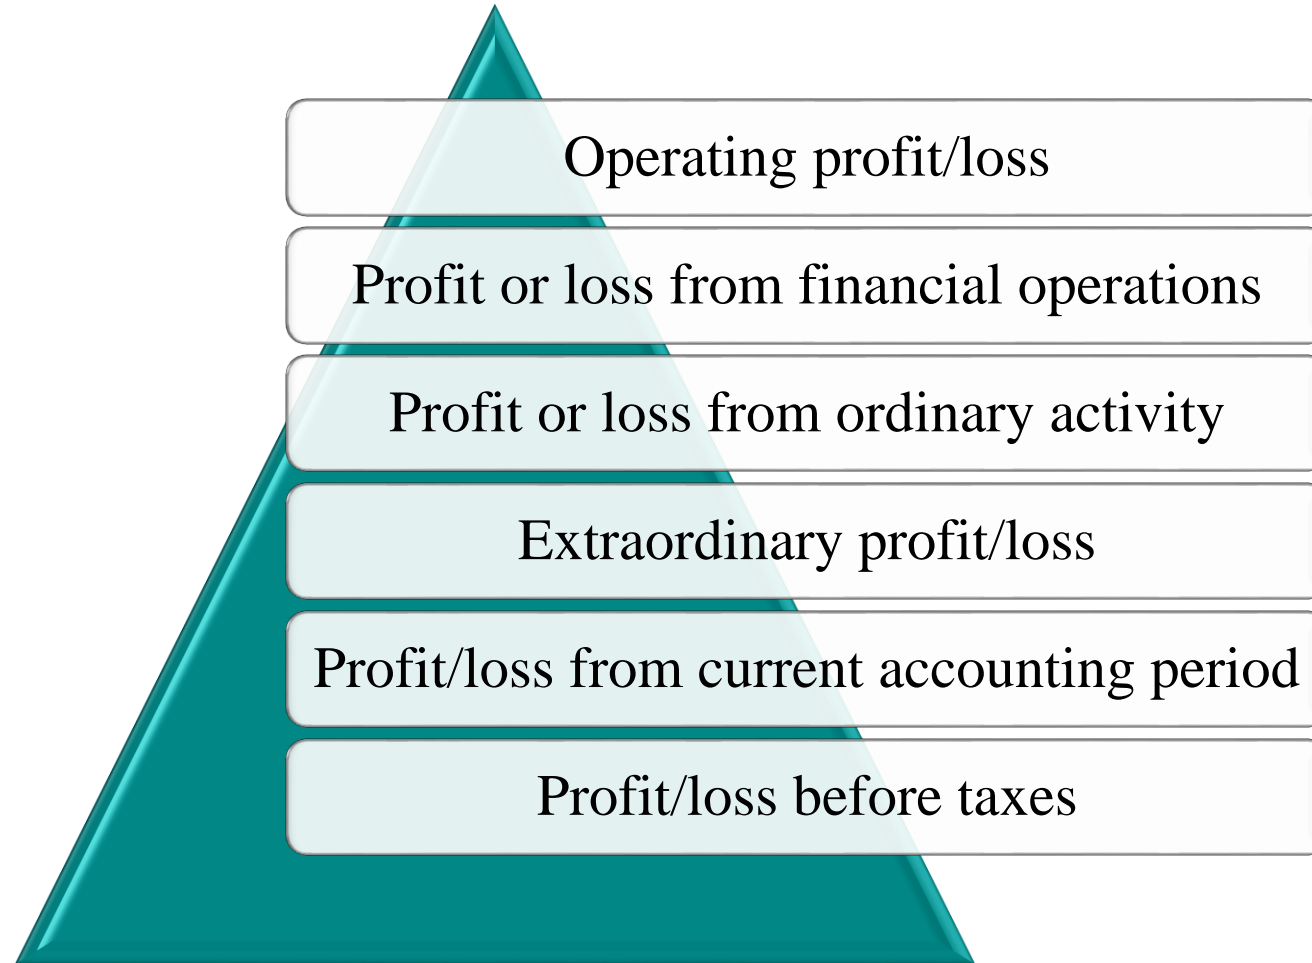 Operating profit/loss
Profit or loss from financial operations
Profit or loss from ordinary activity
Extraordinary profit/loss
Profit/loss from current accounting period
Profit/loss before taxes